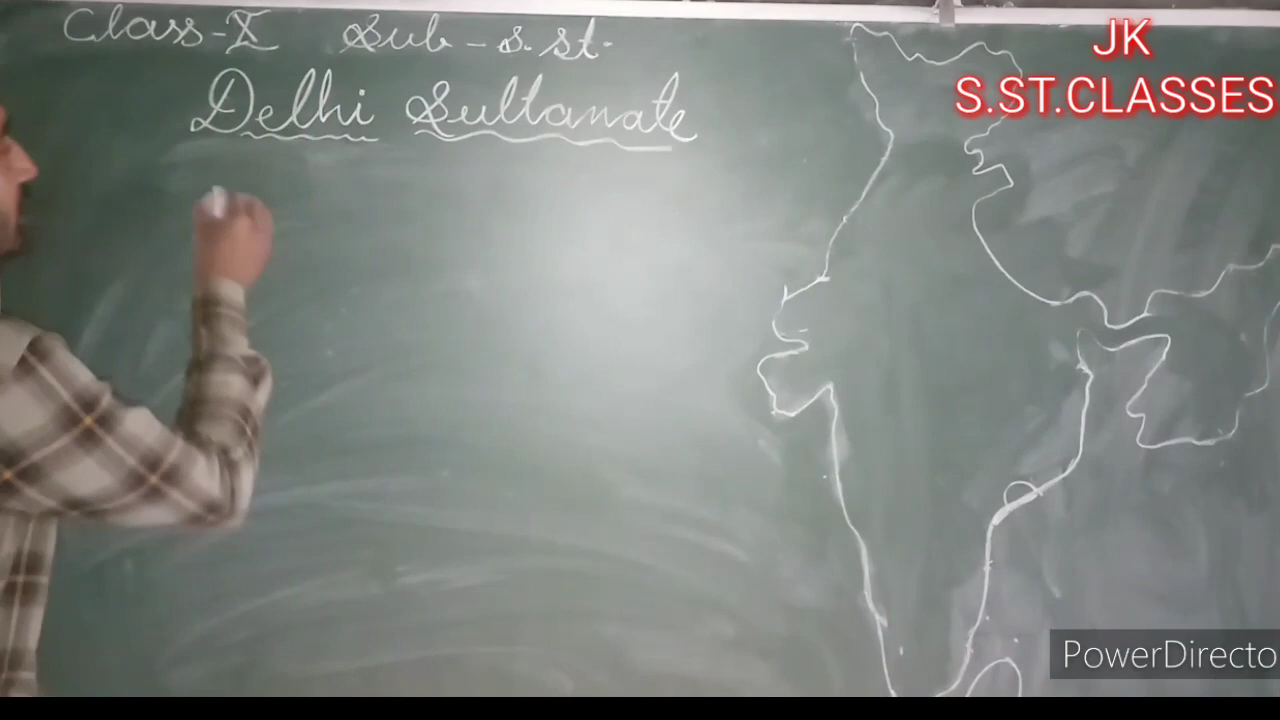 Class-X Sub-s.st.
Delhi Sultanate
JK
S.ST.CLASSES
PowerDirecto